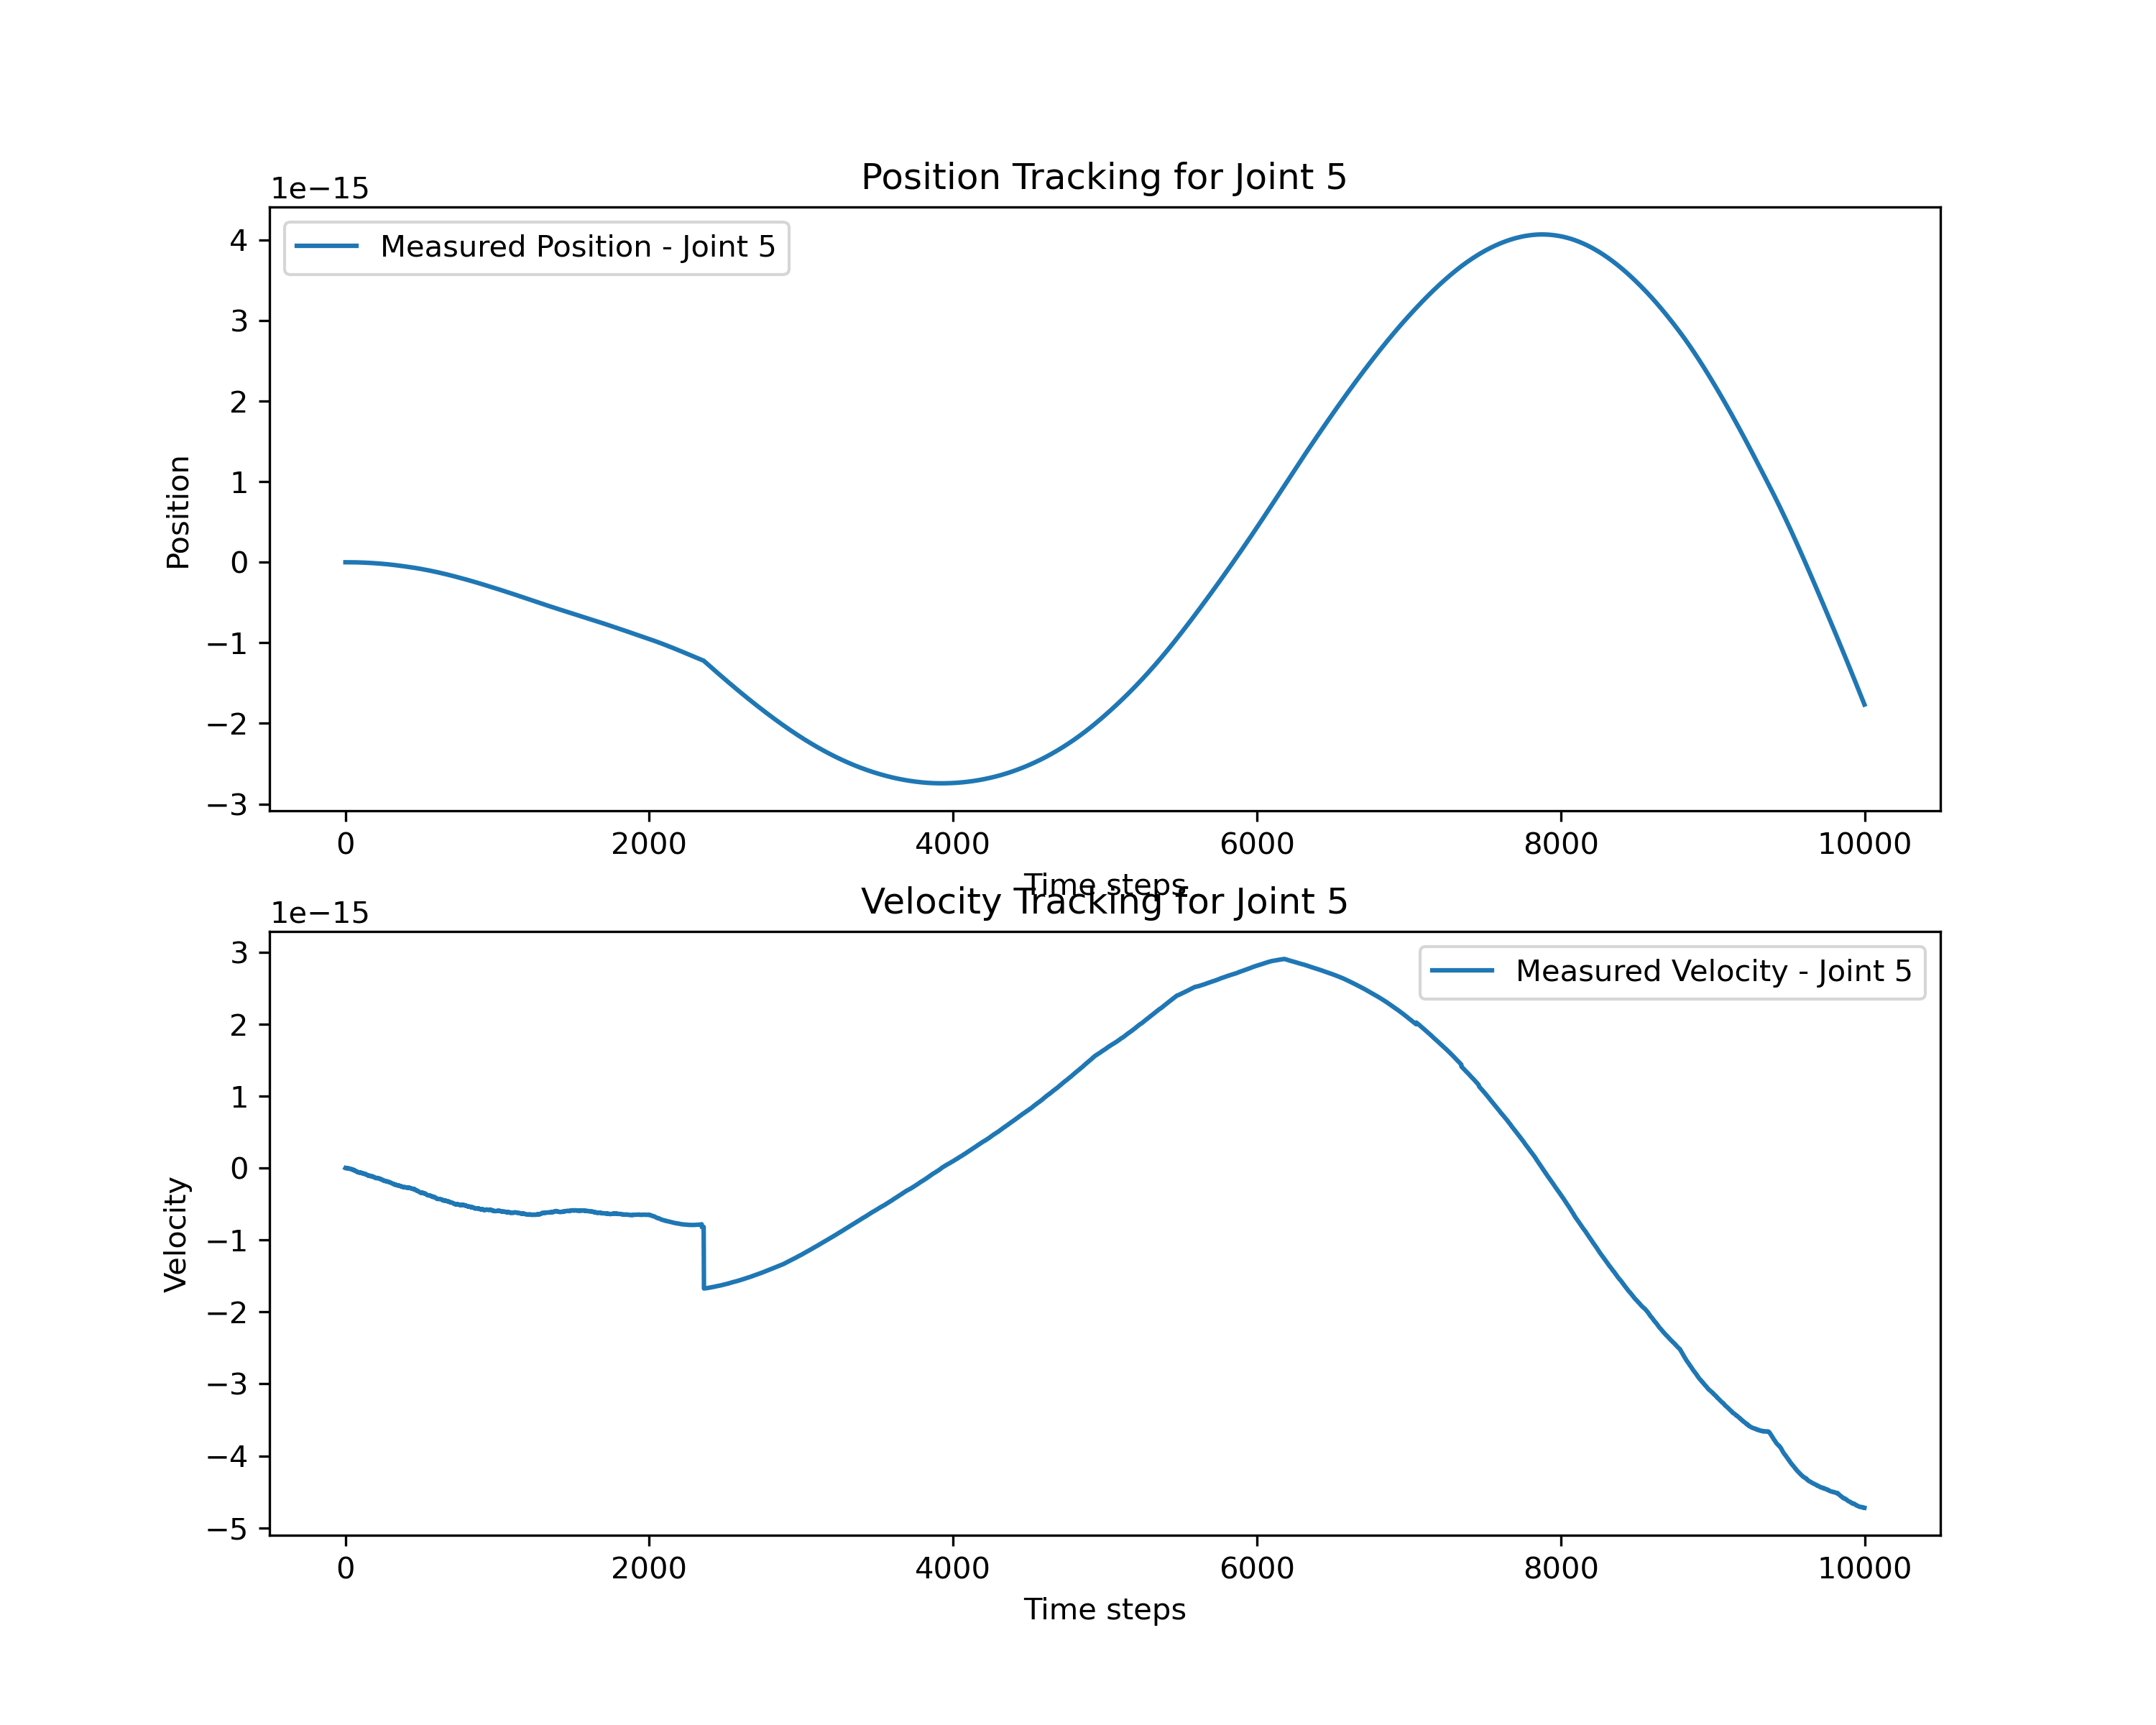 Position Tracking for Joint 5
1e−15
Measured Position - Joint 5
4
3
2
1
0
−1
−2
−3
Position
0 2000 4000 6000 8000 10000
Time steps
Velocity Tracking for Joint 5
1e−15
Measured Velocity - Joint 5
3
2
1
0
−1
−2
−3
−4
−5
Velocity
0 2000 4000 6000 8000 10000
Time steps